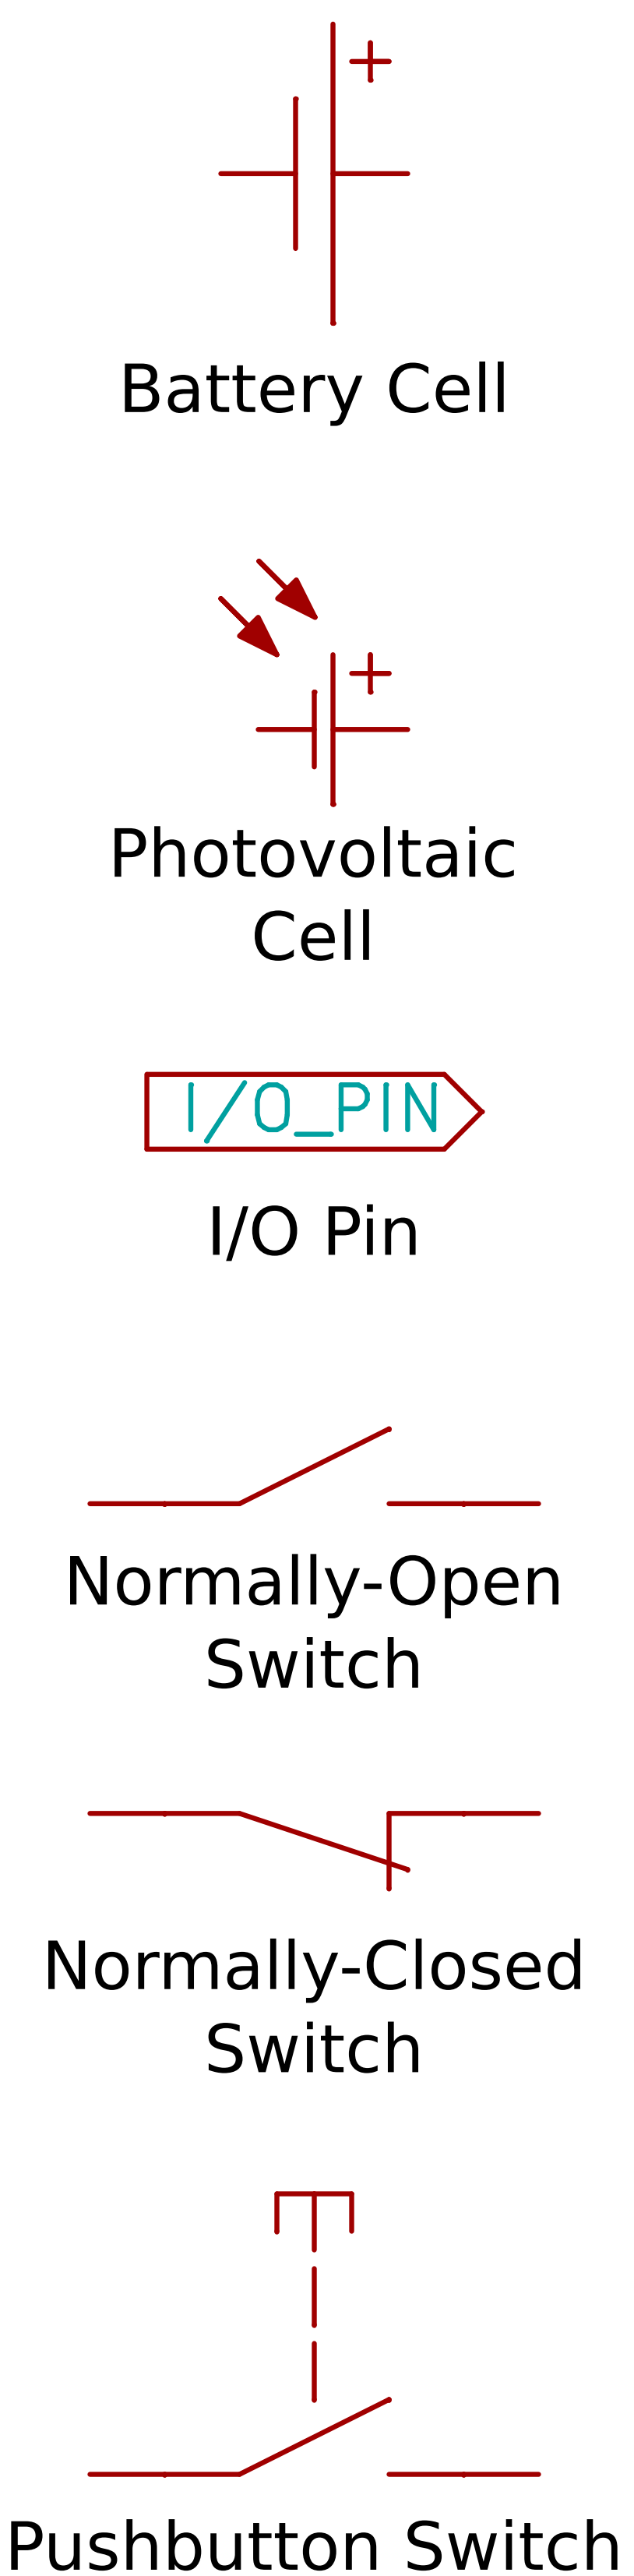 +
Battery Cell
+
Photovoltaic
Cell
I/O_PIN
I/O Pin
Normally-Open
Switch
Normally-Closed
Switch
Pushbutton Switch